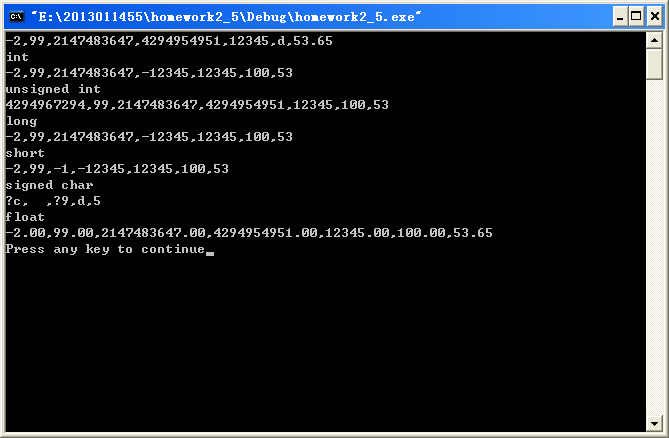 "E:\2013011455\homework2_5\Debug\homework2_5.exe"
-2,99,2147483647,4294954951,12345,d,53.65
int
-2,99,2147483647,-12345,12345,100,53
unsigned int
4294967294,99,2147483647,4294954951,12345,100,53
long
-2,99,2147483647,-12345,12345,100,53
short
-2,99,-1,-12345,12345,100,53
signed char
?c,  ,?9,d,5
float
-2.00,99.00,2147483647.00,4294954951.00,12345.00,100.00,53.65
Press any key to continue